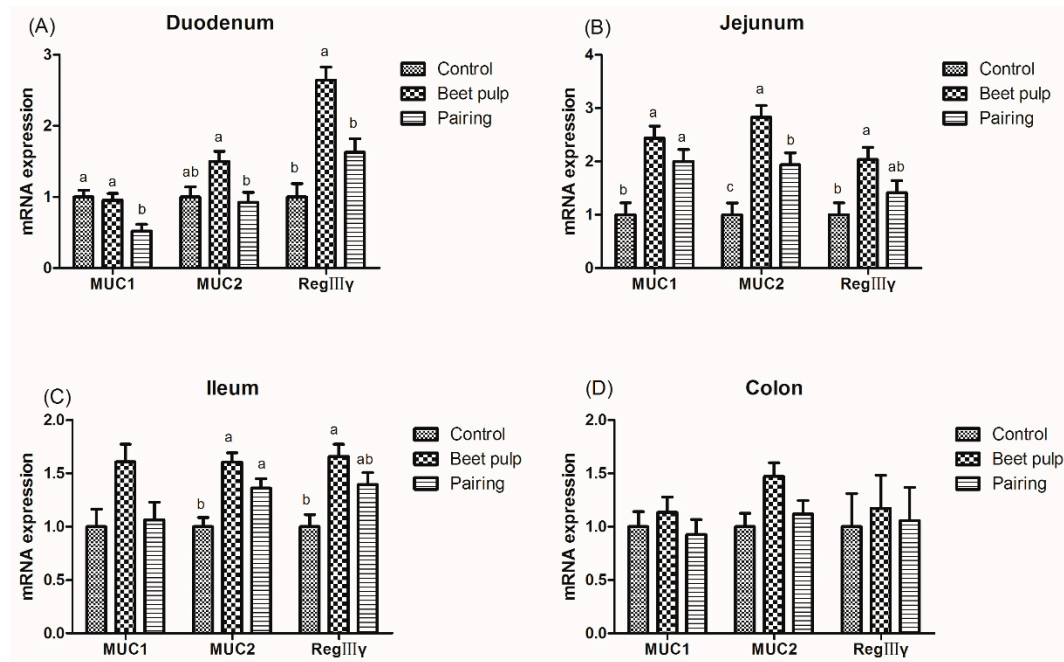 (A)
Duodenum
mRNA expression
3
2
1
0
a
a
b
ab
a
b
b
a
b
MUC1
MUC2
RegIIIγ
Control
Beet pulp
Pairing
(B)
Jejunum
mRNA expression
4
3
2
1
0
b
a
a
c
a
b
b
a
ab
MUC1
MUC2
RegIIIγ
Control
Beet pulp
Pairing
(C)
Ileum
mRNA expression
2.0
1.5
1.0
0.5
0.0
b
a
a
b
a
ab
MUC1
MUC2
RegIIIγ
Control
Beet pulp
Pairing
(D)
Colon
mRNA expression
2.0
1.5
1.0
0.5
0.0
MUC1
MUC2
RegIIIγ
Control
Beet pulp
Pairing